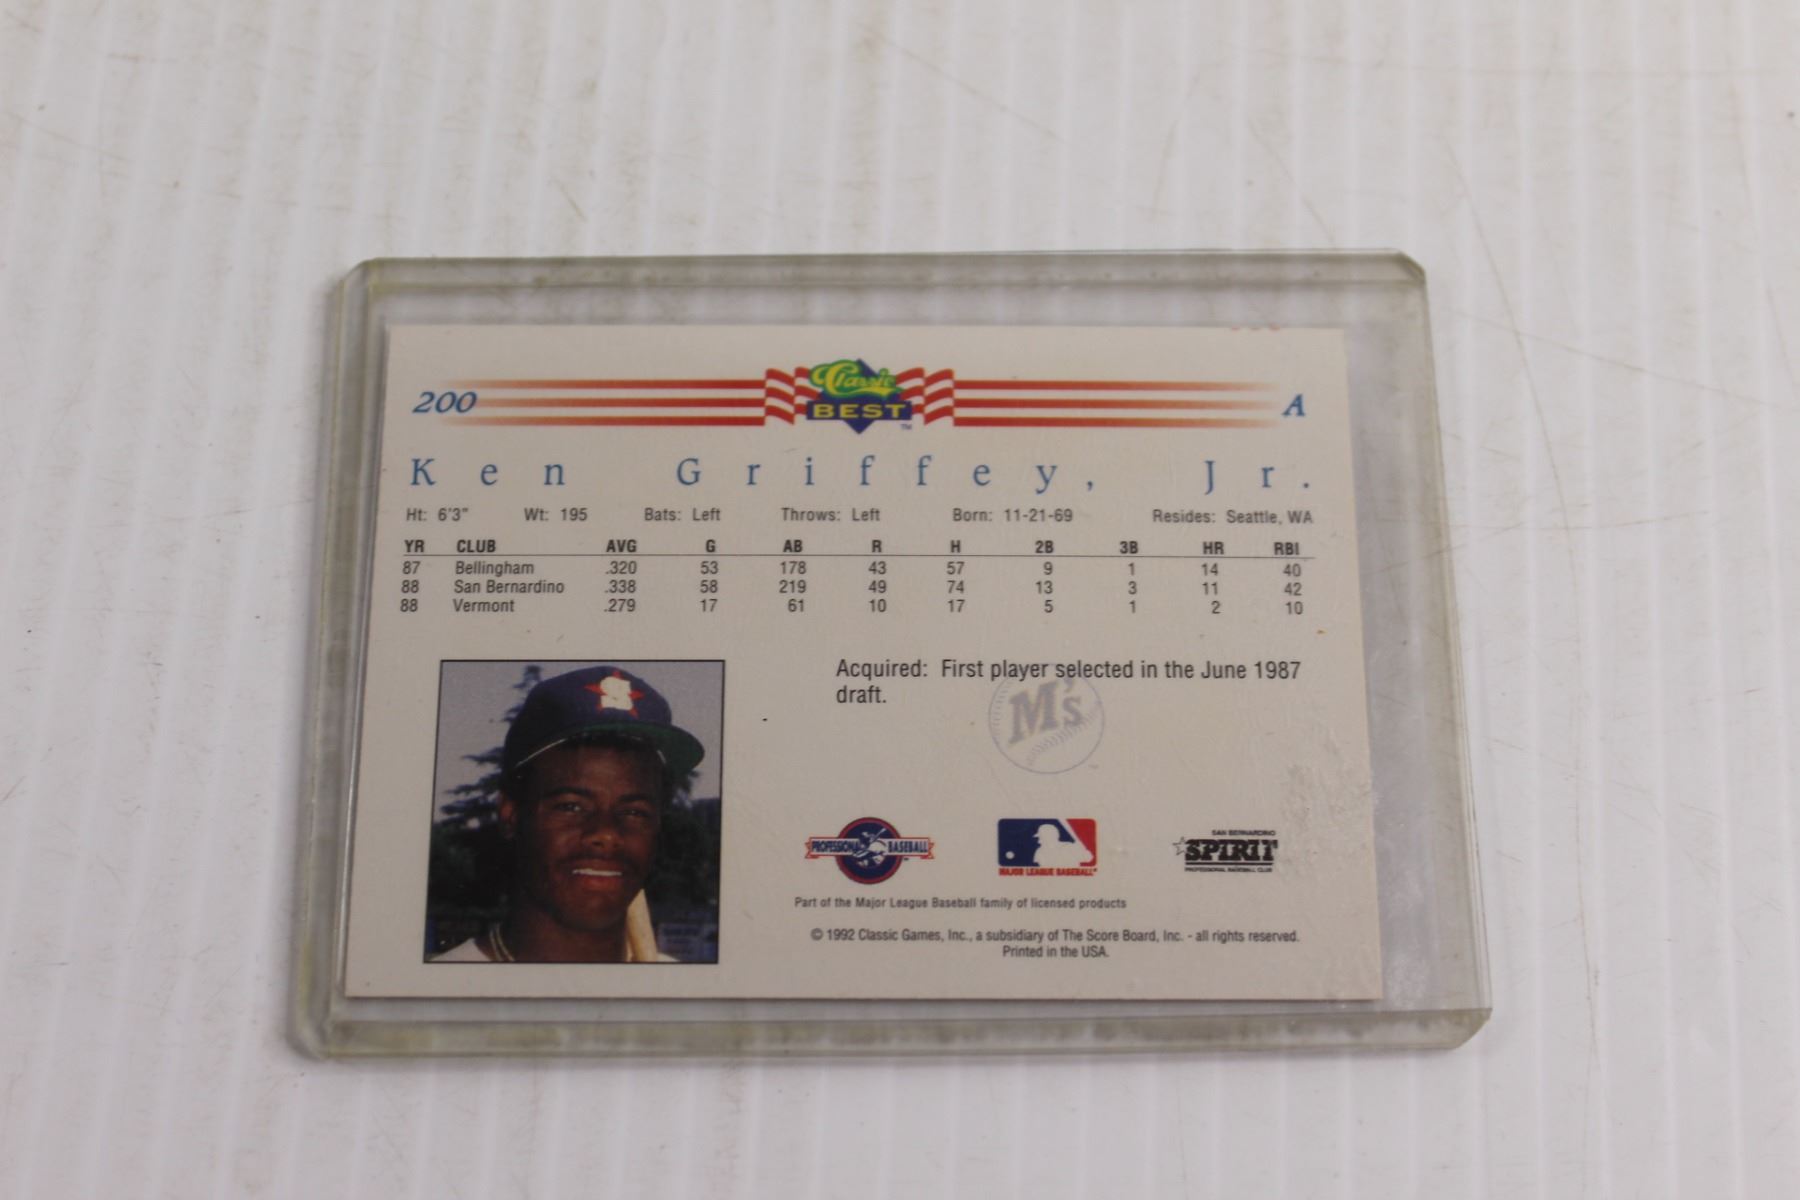 Classic
200 BEST™ A
Ken Griffey, Jr.
Ht: 6'3" Wt: 195 Bats: Left Throws: Left Born: 11-21-69 Resides: Seattle, WA
YR CLUB AVG G AB R H 2B 3B HR RBI
87 Bellingham .320 53 178 43 57 9 1 14 40
88 San Bernardino .338 58 219 49 74 13 3 11 42
88 Vermont .279 17 61 10 17 5 1 2 10
Acquired: First player selected in the June 1987
draft.
M's
S
PROFESSIONAL BASEBALL
MAJOR LEAGUE BASEBALL
SAN BERNARDINO
SPIRIT
PROFESSIONAL BASEBALL CLUB
Part of the Major League Baseball family of licensed products
© 1992 Classic Games, Inc., a subsidiary of The Score Board, Inc. - all rights reserved.
Printed in the USA.